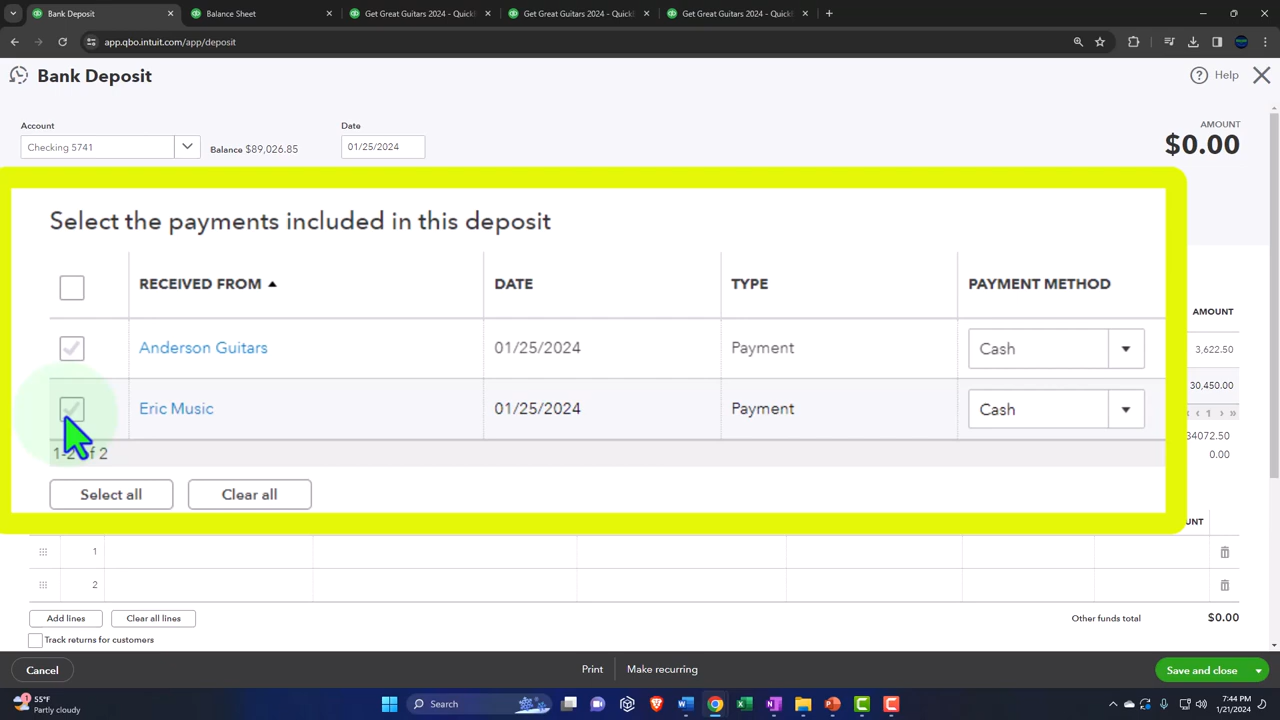 Bank Deposit
Balance Sheet
Get Great Guitars 2024 - Quick
Get Great Guitars 2024 - Quick
Get Great Guitars 2024 - Quick
app.qbo.intuit.com/app/deposit
Bank Deposit
Help
Account
Date
AMOUNT
Checking 5741
Balance $89,026.85
01/25/2024
$0.00
Select the payments included in this deposit
RECEIVED FROM
DATE
TYPE
PAYMENT METHOD
AMOUNT
Anderson Guitars
01/25/2024
Payment
Cash
3,622.50
Eric Music
01/25/2024
Payment
Cash
30,450.00
1
34072.50
1-2 of 2
0.00
Select all
Clear all
UNT
1
2
Add lines
Clear all lines
Other funds total
$0.00
Track returns for customers
Cancel
Print
Make recurring
Save and close
55°F
Partly cloudy
Search
7:44 PM
1/21/2024